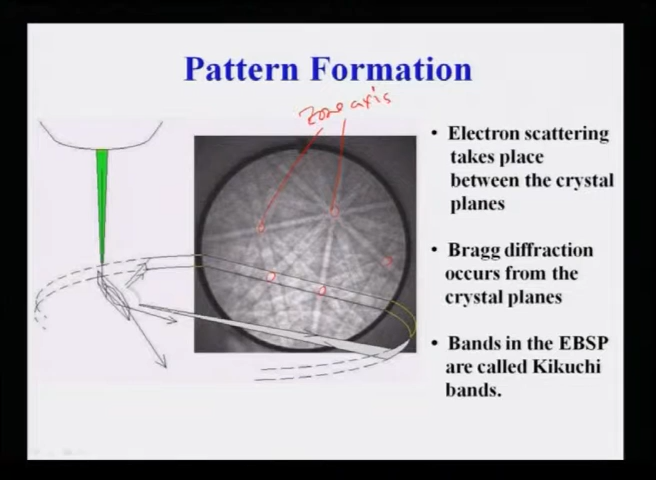 Pattern Formation
zone axis
• Electron scattering
takes place
between the crystal
planes
• Bragg diffraction
occurs from the
crystal planes
• Bands in the EBSP
are called Kikuchi
bands.